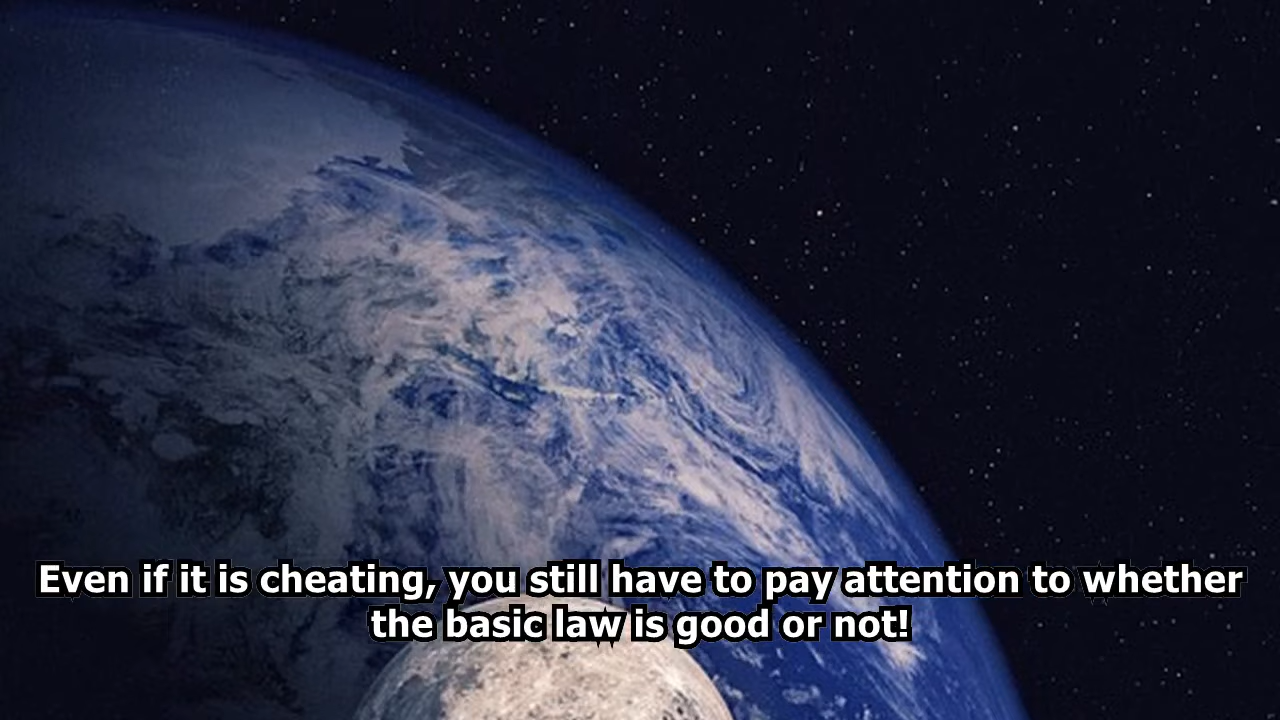 Even if it is cheating, you still have to pay attention to whether
the basic law is good or not!